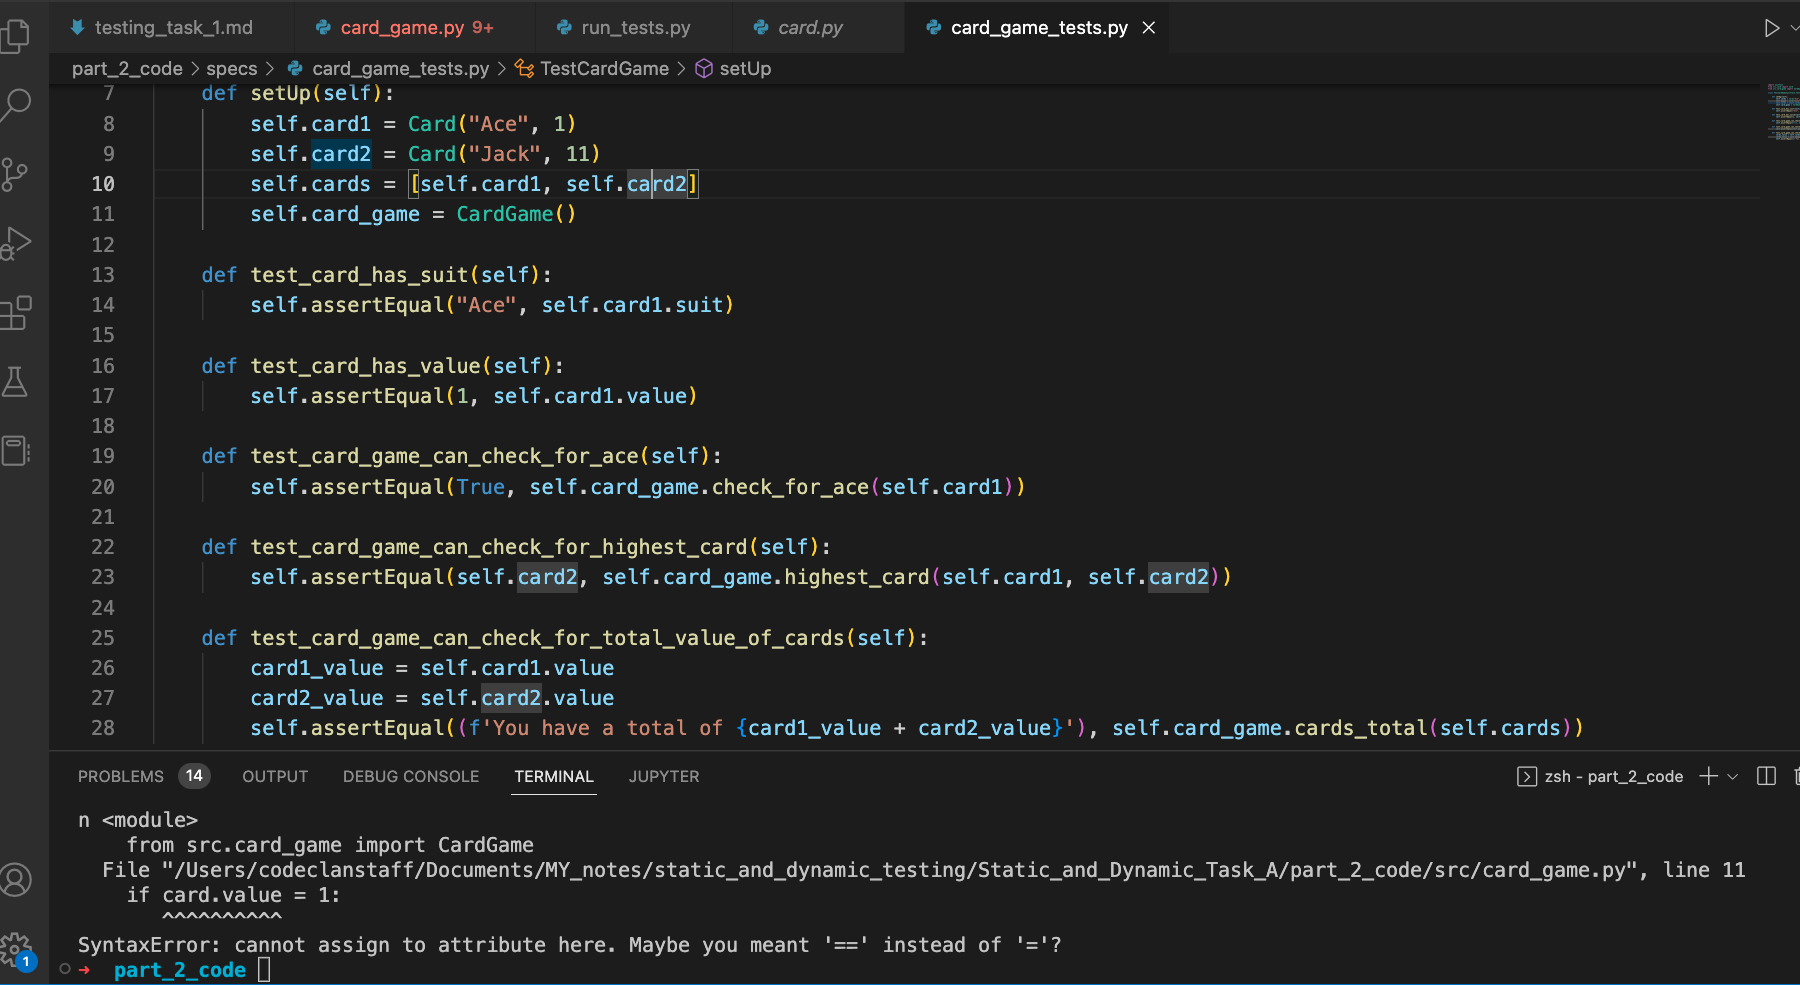 testing_task_1.md card_game.py 9+ run_tests.py card.py card_game_tests.py
part_2_code > specs > card_game_tests.py > TestCardGame > setUp
7 def setUp(self):
8 self.card1 = Card("Ace", 1)
9 self.card2 = Card("Jack", 11)
10 self.cards = [self.card1, self.card2]
11 self.card_game = CardGame()
12
13 def test_card_has_suit(self):
14 self.assertEqual("Ace", self.card1.suit)
15
16 def test_card_has_value(self):
17 self.assertEqual(1, self.card1.value)
18
19 def test_card_game_can_check_for_ace(self):
20 self.assertEqual(True, self.card_game.check_for_ace(self.card1))
21
22 def test_card_game_can_check_for_highest_card(self):
23 self.assertEqual(self.card2, self.card_game.highest_card(self.card1, self.card2))
24
25 def test_card_game_can_check_for_total_value_of_cards(self):
26 card1_value = self.card1.value
27 card2_value = self.card2.value
28 self.assertEqual((f'You have a total of {card1_value + card2_value}'), self.card_game.cards_total(self.cards))
PROBLEMS 14 OUTPUT DEBUG CONSOLE TERMINAL JUPYTER zsh - part_2_code
n <module>
from src.card_game import CardGame
File "/Users/codeclanstaff/Documents/MY_notes/static_and_dynamic_testing/Static_and_Dynamic_Task_A/part_2_code/src/card_game.py", line 11
if card.value = 1:
^^^^^^^^^^
SyntaxError: cannot assign to attribute here. Maybe you meant '==' instead of '='?
→ part_2_code
1